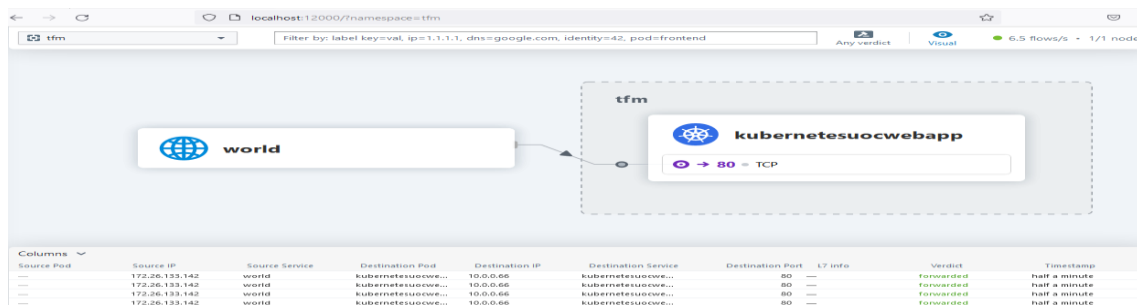 localhost:12000/?namespace=tfm
tfm
Filter by: label key=val, ip=1.1.1.1, dns=google.com, identity=42, pod=frontend
Any verdict
Visual
6.5 flows/s • 1/1 node
tfm
world
kubernetesuocwebapp
80 TCP
Columns
Source Pod Source IP Source Service Destination Pod Destination IP Destination Service Destination Port L7 info Verdict Timestamp
— 172.26.133.142 world kubernetesuocwe... 10.0.0.66 kubernetesuocwe... 80 — forwarded half a minute
— 172.26.133.142 world kubernetesuocwe... 10.0.0.66 kubernetesuocwe... 80 — forwarded half a minute
— 172.26.133.142 world kubernetesuocwe... 10.0.0.66 kubernetesuocwe... 80 — forwarded half a minute
— 172.26.133.142 world kubernetesuocwe... 10.0.0.66 kubernetesuocwe... 80 — forwarded half a minute